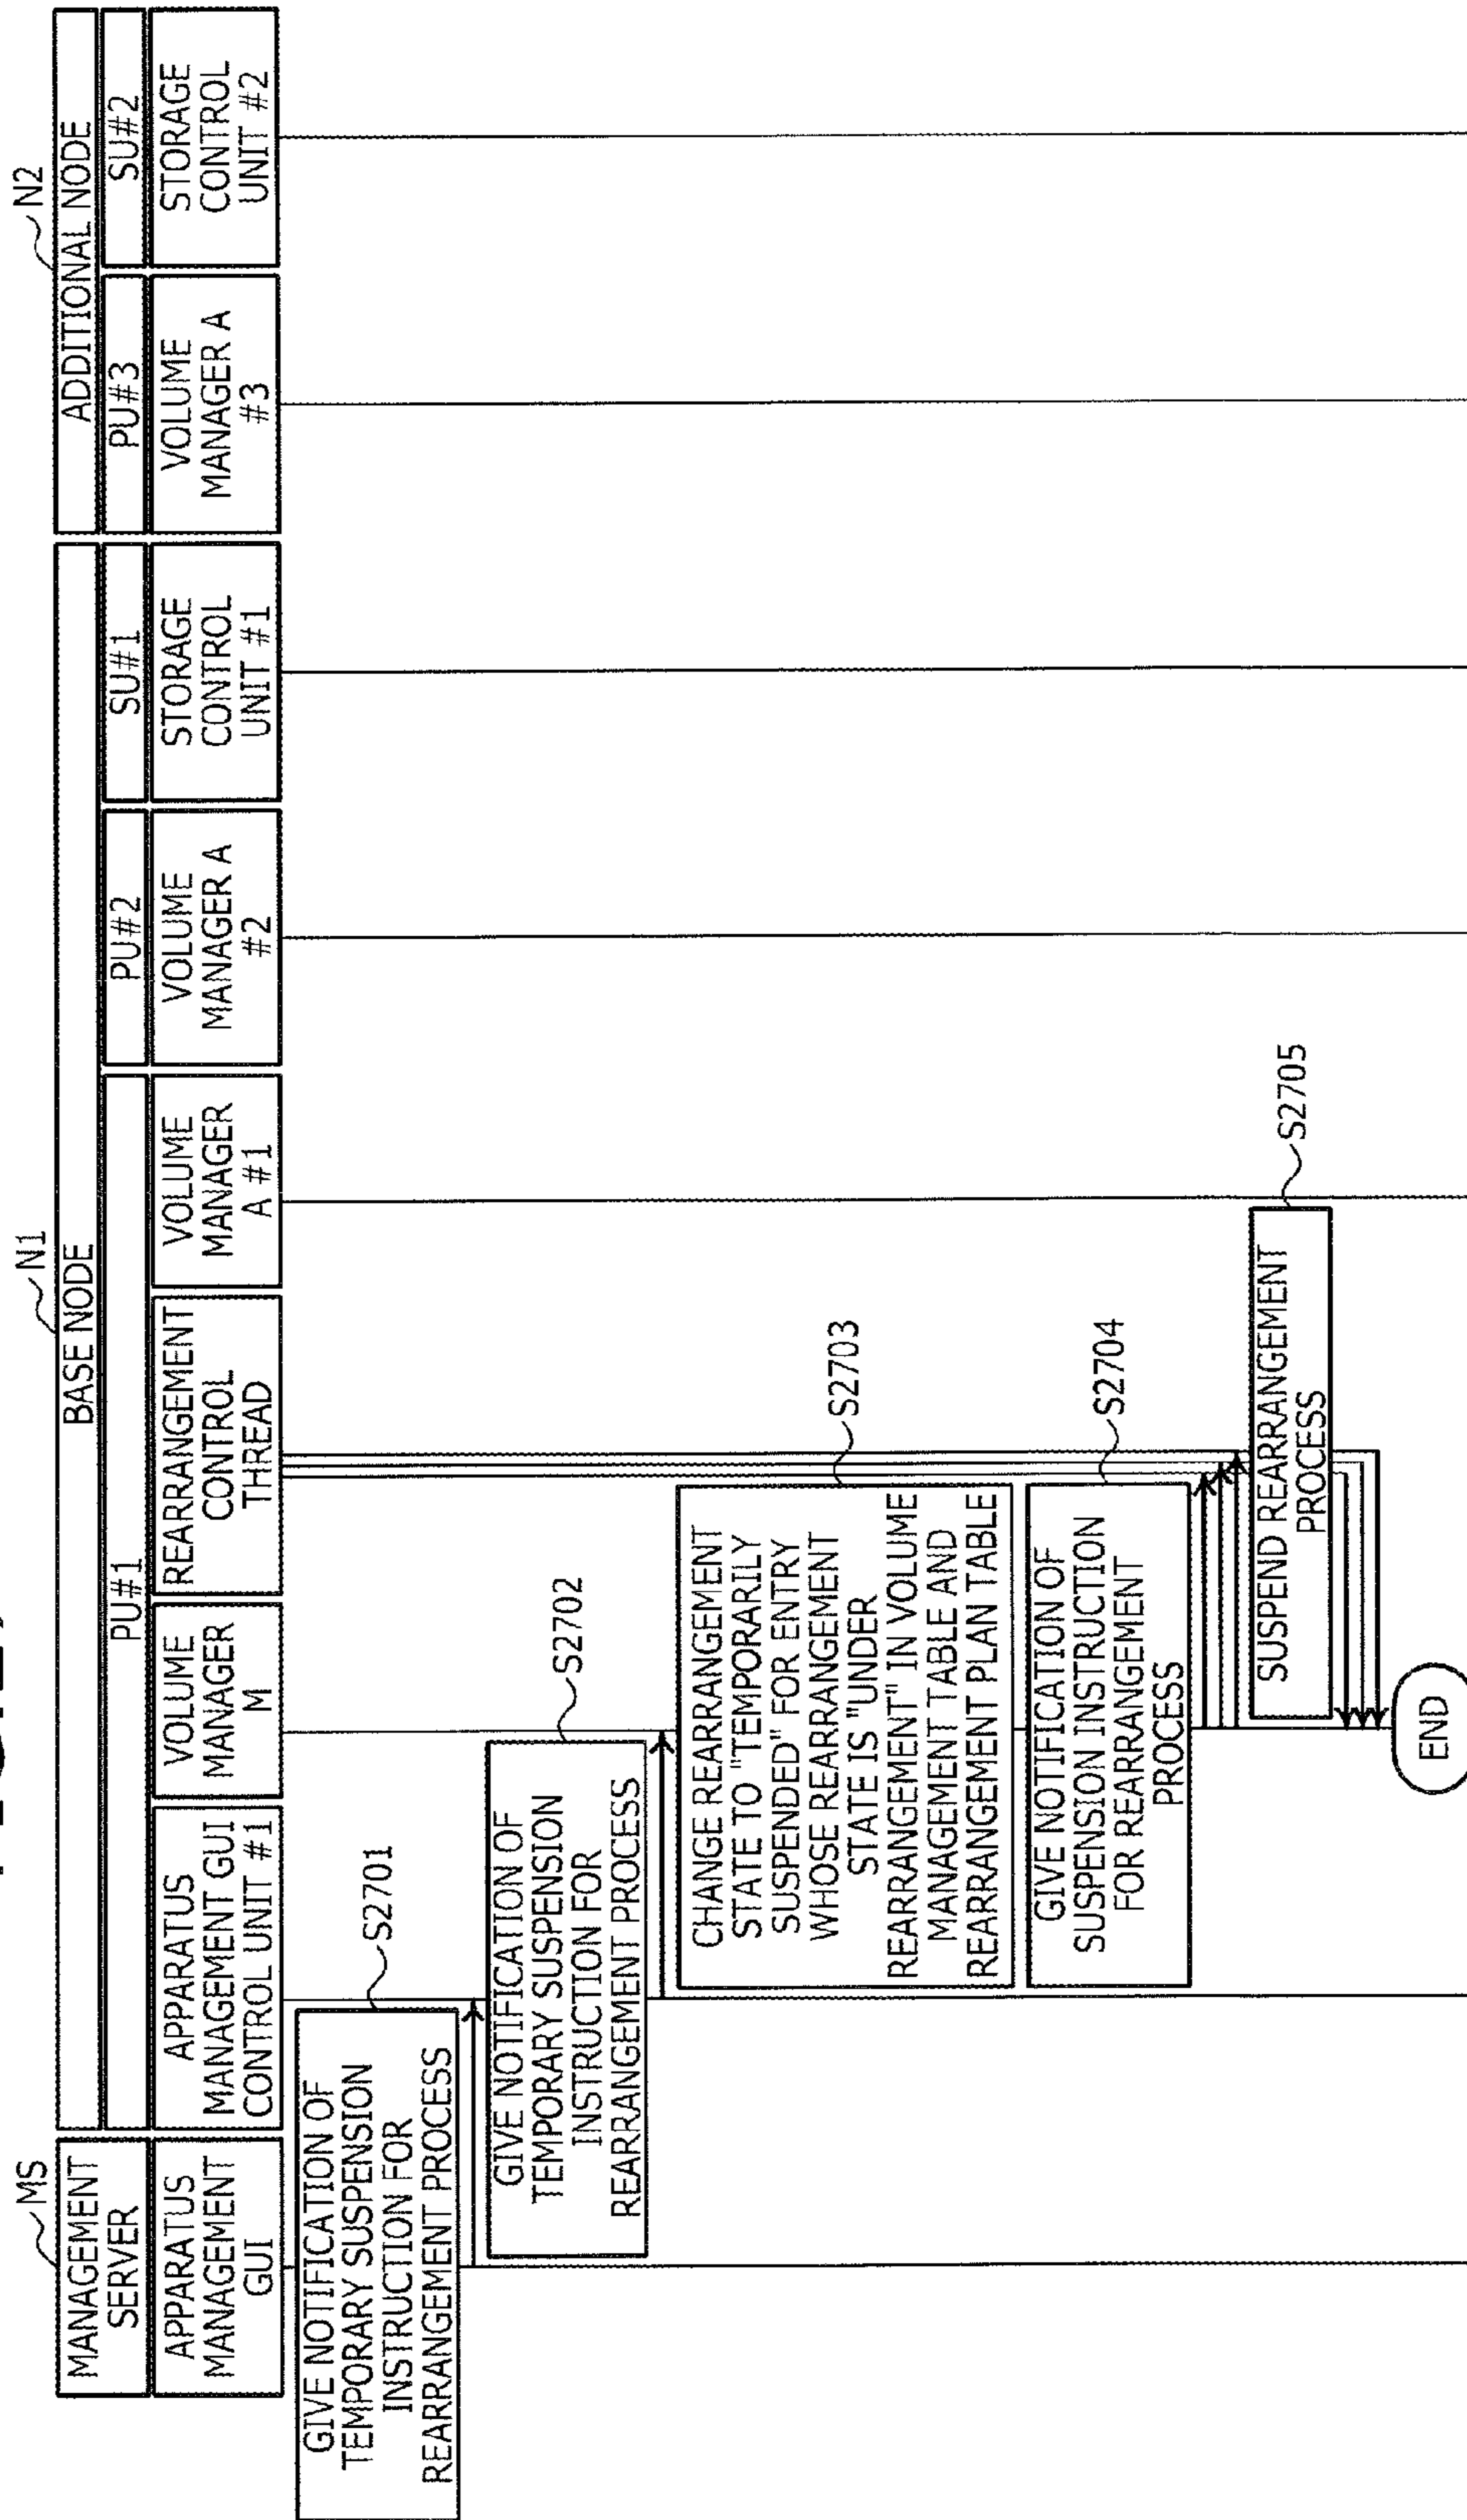 MS
MANAGEMENT
SERVER
APPARATUS
MANAGEMENT
GUI
N1
BASE NODE
PU#1
APPARATUS
MANAGEMENT GUI
CONTROL UNIT #1
VOLUME
MANAGER
M
REARRANGEMENT
CONTROL
THREAD
VOLUME
MANAGER
A #1
PU#2
VOLUME
MANAGER A
#2
SU#1
STORAGE
CONTROL
UNIT #1
N2
ADDITIONAL NODE
PU#3
VOLUME
MANAGER A
#3
SU#2
STORAGE
CONTROL
UNIT #2
S2701
GIVE NOTIFICATION OF
TEMPORARY SUSPENSION
INSTRUCTION FOR
REARRANGEMENT PROCESS
S2702
GIVE NOTIFICATION OF
TEMPORARY SUSPENSION
INSTRUCTION FOR
REARRANGEMENT PROCESS
S2703
CHANGE REARRANGEMENT
STATE TO "TEMPORARILY
SUSPENDED" FOR ENTRY
WHOSE REARRANGEMENT
STATE IS "UNDER
REARRANGEMENT" IN VOLUME
MANAGEMENT TABLE AND
REARRANGEMENT PLAN TABLE
S2704
GIVE NOTIFICATION OF
SUSPENSION INSTRUCTION
FOR REARRANGEMENT
PROCESS
S2705
SUSPEND REARRANGEMENT
PROCESS
END